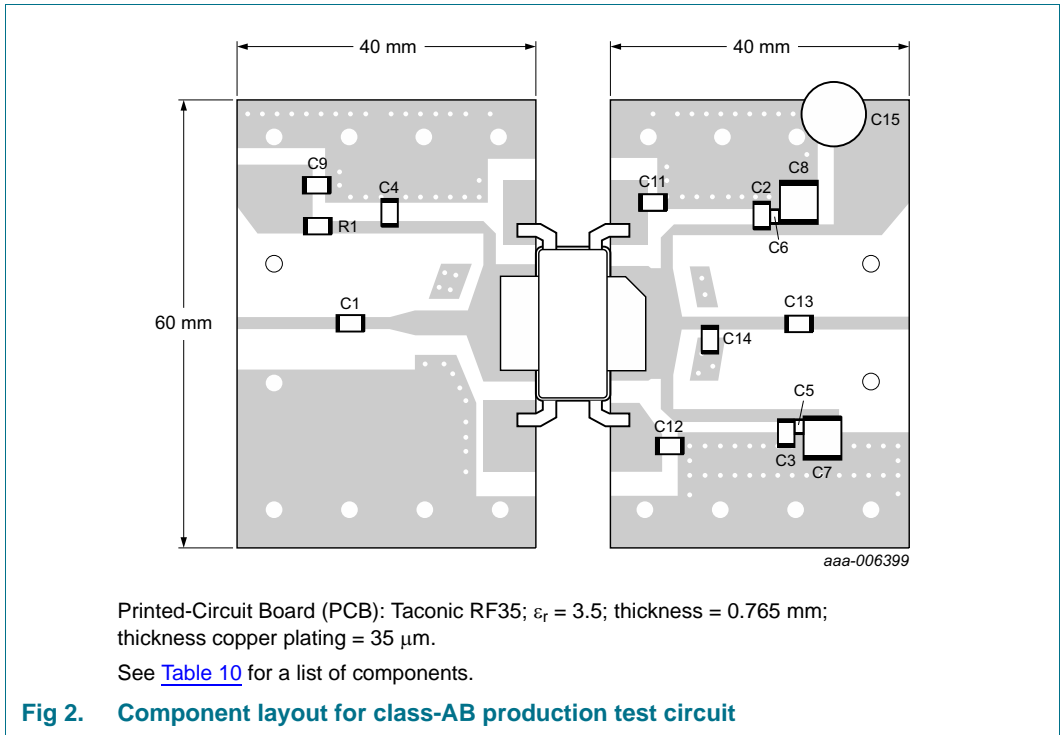 40 mm
40 mm
C15
C9
C8
C4
C11
C2
R1
C6
C1
C13
60 mm
C14
C5
C12
C3
C7
aaa-006399
Printed-Circuit Board (PCB): Taconic RF35; εr = 3.5; thickness = 0.765 mm;
thickness copper plating = 35 μm.
See Table 10 for a list of components.
Fig 2. Component layout for class-AB production test circuit